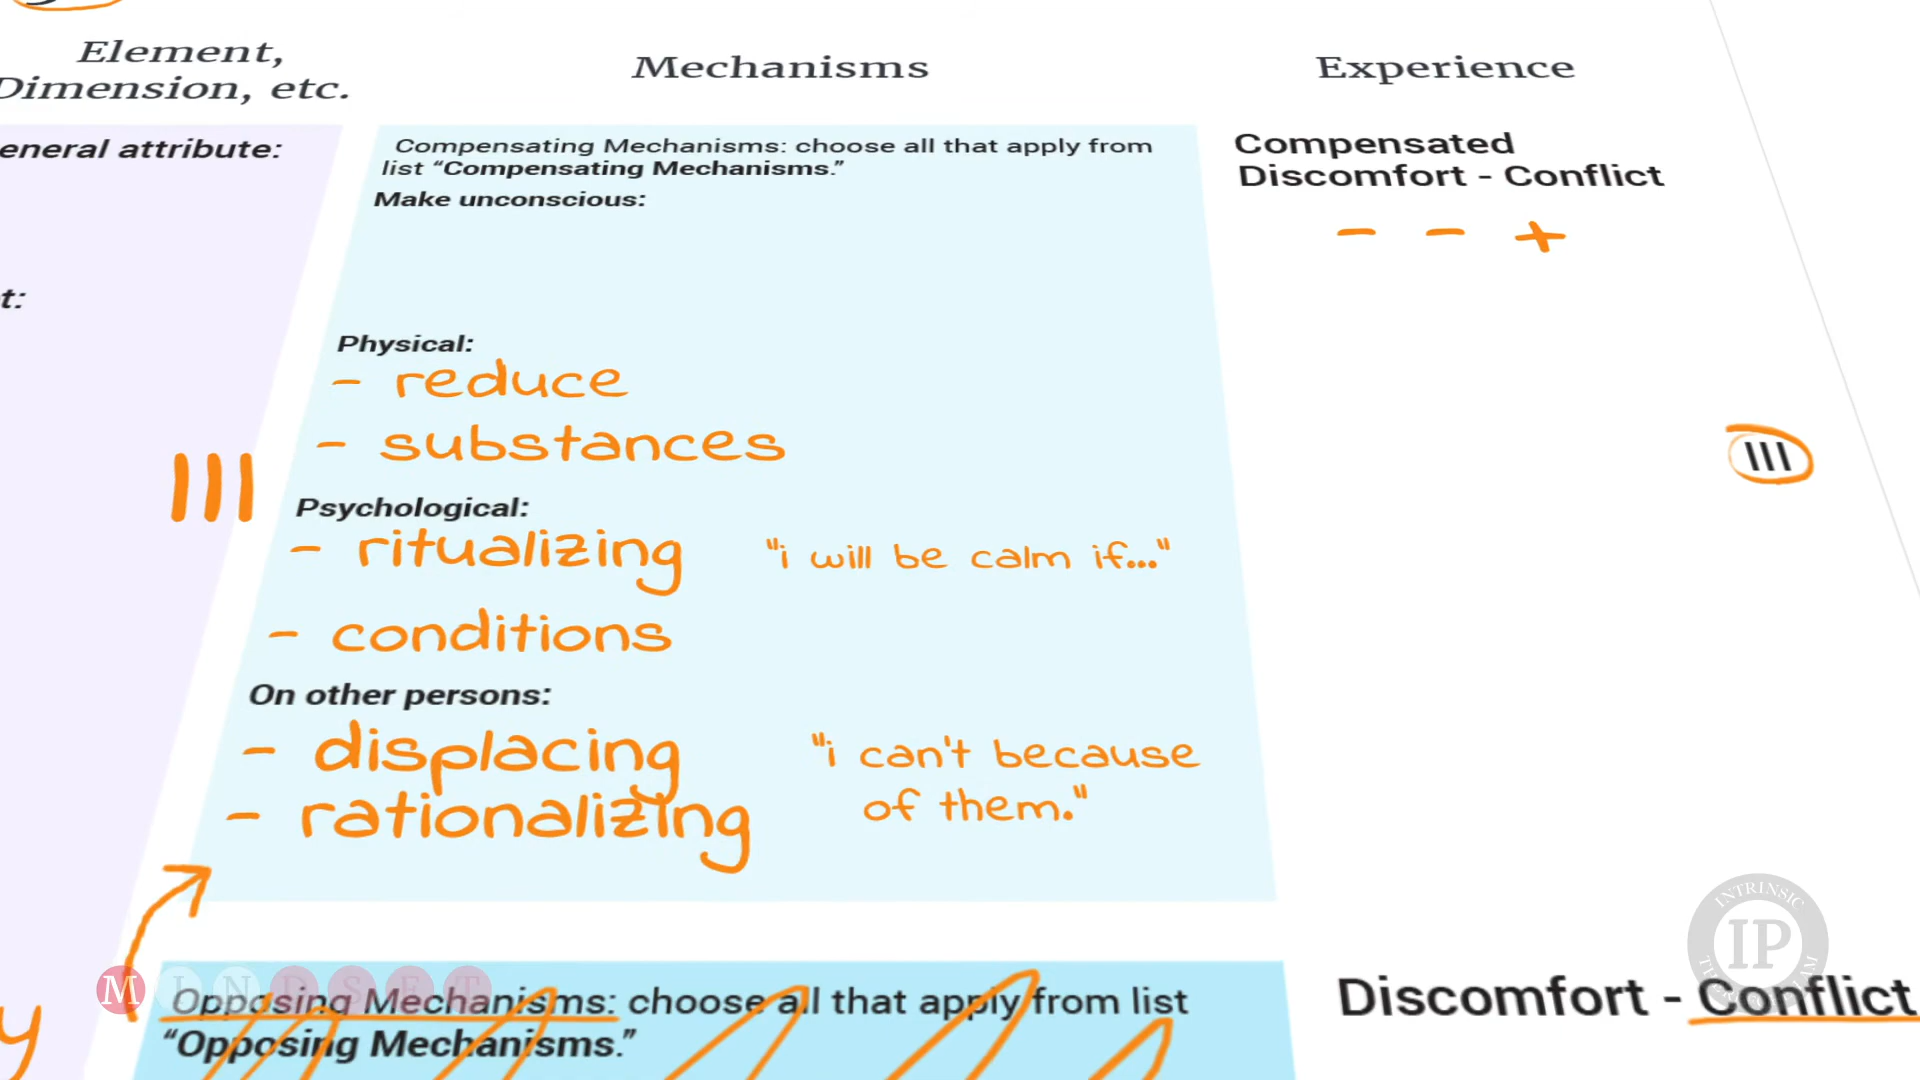 Element,
Dimension, etc.
Mechanisms
Experience
eneral attribute:
t:
Compensating Mechanisms: choose all that apply from
list “Compensating Mechanisms.”
Make unconscious:
Physical:
- reduce
- substances
III
Psychological:
- ritualizing "i will be calm if..."
- conditions
On other persons:
- displacing "i can't because
of them."
- rationalizing
Compensated
Discomfort - Conflict
- - +
III
Opposing Mechanisms: choose all that apply from list
“Opposing Mechanisms.”
Discomfort - Conflict
y
MINDSET
INTRINSIC
IP